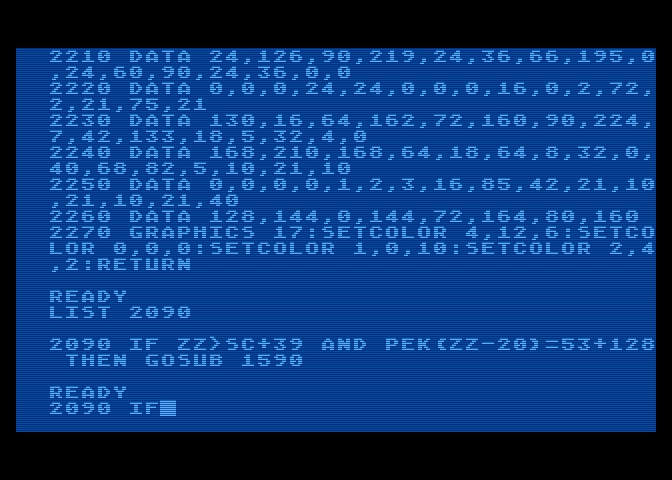 2210 DATA 24,126,90,219,24,36,66,195,0
,24,60,90,24,36,0,0
2220 DATA 0,0,0,24,24,0,0,0,16,0,2,72,
2,21,75,21
2230 DATA 130,16,64,162,72,160,90,224,
7,42,133,18,5,32,4,0
2240 DATA 168,210,168,64,18,64,8,32,0,
40,68,82,5,10,21,10
2250 DATA 0,0,0,0,1,2,3,16,85,42,21,10
,21,10,21,40
2260 DATA 128,144,0,144,72,164,80,160
2270 GRAPHICS 17:SETCOLOR 4,12,6:SETCO
LOR 0,0,0:SETCOLOR 1,0,10:SETCOLOR 2,4
,2:RETURN
READY
LIST 2090
2090 IF ZZ>SC+39 AND PEK(ZZ-20)=53+128
THEN GOSUB 1590
READY
2090 IF